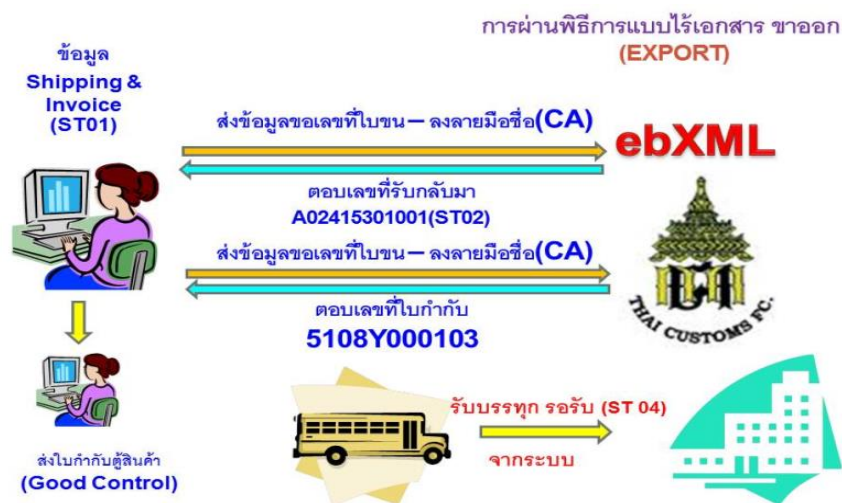 การผ่านพิธีการแบบไร้เอกสาร ขาออก
(EXPORT)
ข้อมูล
Shipping &
Invoice
(ST01)
ส่งข้อมูลขอเลขที่ใบขน – ลงลายมือชื่อ(CA)
ebXML
ตอบเลขที่รับกลับมา
A02415301001(ST02)
ส่งข้อมูลขอเลขที่ใบขน – ลงลายมือชื่อ(CA)
ตอบเลขที่ใบกำกับ
5108Y000103
THAI CUSTOMS FC.
รับบรรทุก รอรับ (ST 04)
จากระบบ
ส่งใบกำกับตู้สินค้า
(Good Control)